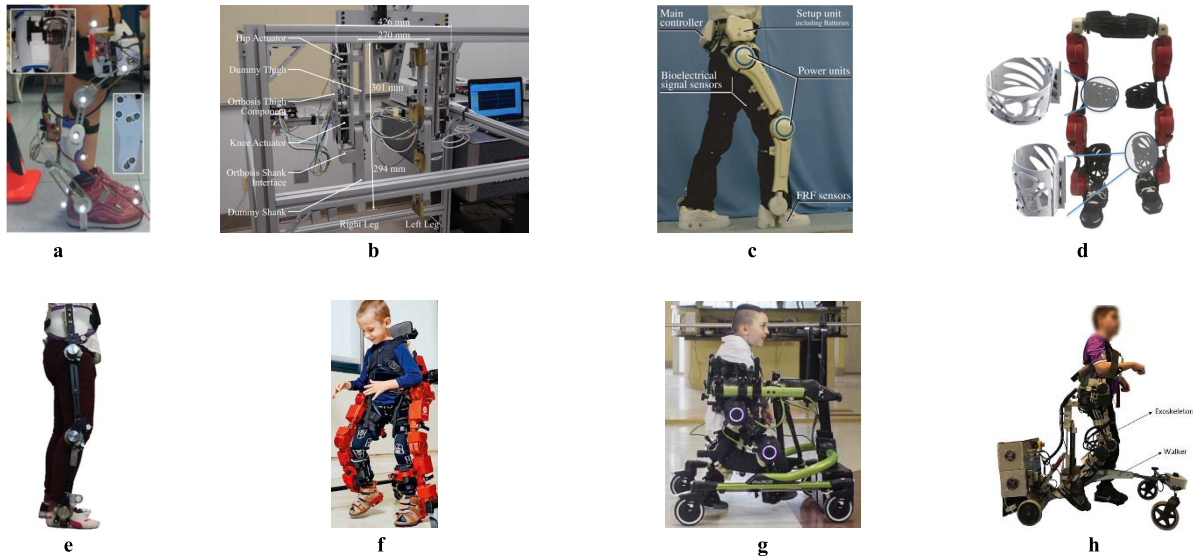 426 mm
270 mm
Hip Actuator
Dummy Thigh
301 mm
Orthosis Thigh
Component
Knee Actuator
Orthosis Shank
Interface
294 mm
Dummy Shank
Right Leg
Left Leg
Main
controller
Setup unit
including Batteries
Bioelectrical
signal sensors
Power units
FRF sensors
a
b
c
d
Exoskeleton
Walker
e
f
g
h